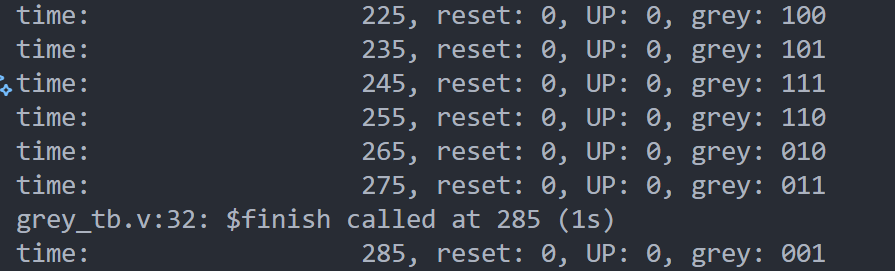 time:                  225, reset: 0, UP: 0, grey: 100
time:                  235, reset: 0, UP: 0, grey: 101
time:                  245, reset: 0, UP: 0, grey: 111
time:                  255, reset: 0, UP: 0, grey: 110
time:                  265, reset: 0, UP: 0, grey: 010
time:                  275, reset: 0, UP: 0, grey: 011
grey_tb.v:32: $finish called at 285 (1s)
time:                  285, reset: 0, UP: 0, grey: 001